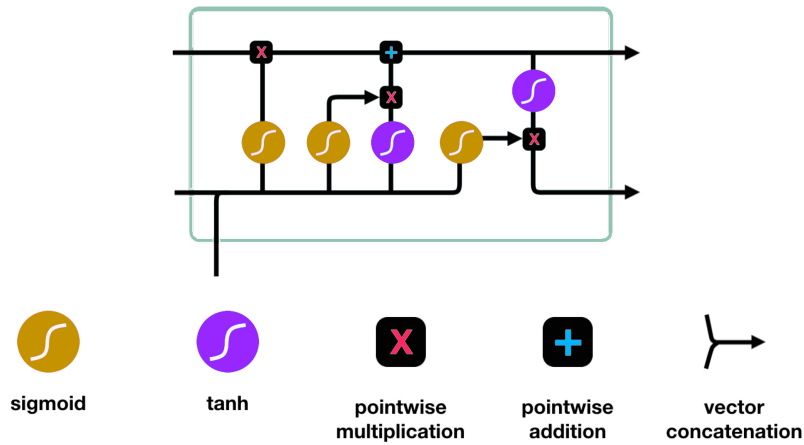 X
+
X
X
X
+
sigmoid
tanh
pointwise
multiplication
pointwise
addition
vector
concatenation